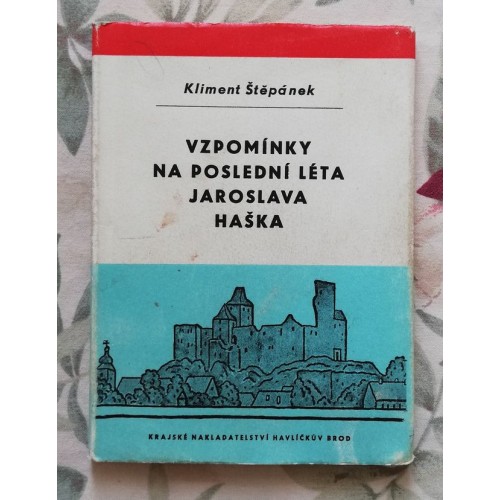 Kliment Štěpánek
VZPOMÍNKY
NA POSLEDNÍ LÉTA
JAROSLAVA
HAŠKA
KRAJSKÉ NAKLADATELSTVÍ HAVLÍČKŮV BROD